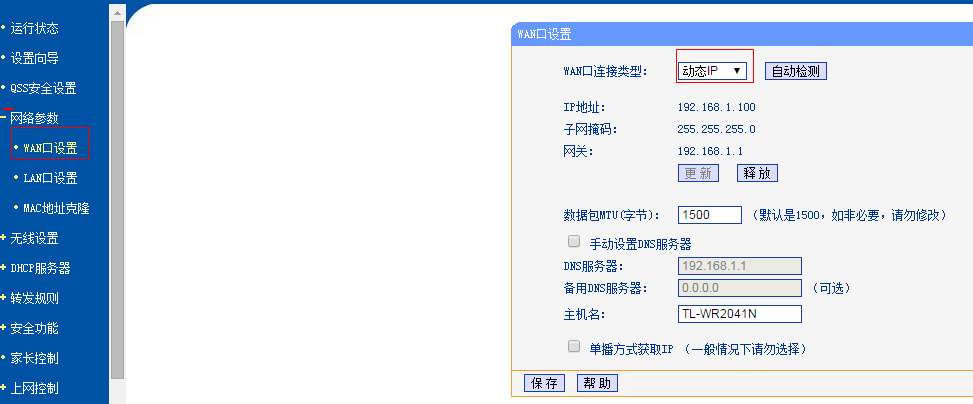 运行状态
设置向导
QSS安全设置
网络参数
WAN口设置
LAN口设置
MAC地址克隆
无线设置
DHCP服务器
转发规则
安全功能
家长控制
上网控制
WAN口设置
WAN口连接类型： 动态IP 自动检测
IP地址： 192.168.1.100
子网掩码： 255.255.255.0
网关： 192.168.1.1
更 新 释 放
数据包MTU(字节)： 1500 （默认是1500，如非必要，请勿修改）
手动设置DNS服务器
DNS服务器： 192.168.1.1
备用DNS服务器： 0.0.0.0 （可选）
主机名： TL-WR2041N
单播方式获取IP （一般情况下请勿选择）
保 存 帮 助